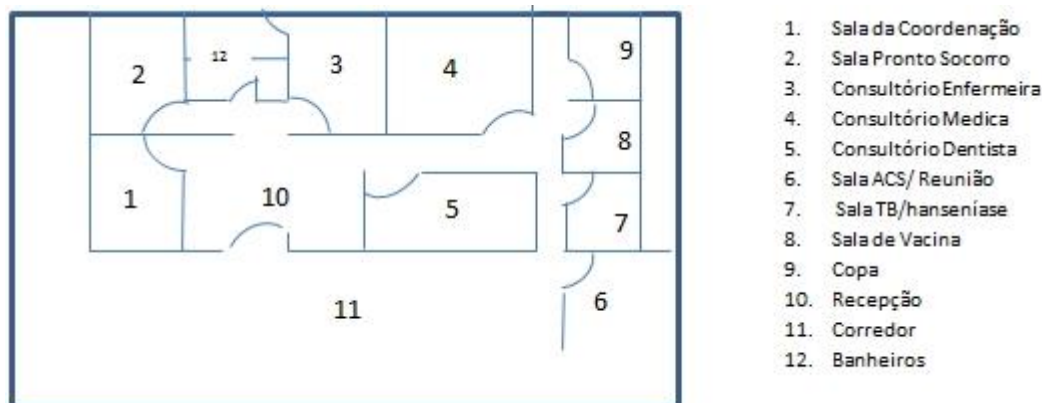 12
2
3
4
9
8
1
10
5
7
11
6
1. Sala da Coordenação
2. Sala Pronto Socorro
3. Consultório Enfermeira
4. Consultório Medica
5. Consultório Dentista
6. Sala ACS/ Reunião
7. Sala TB/hanseníase
8. Sala de Vacina
9. Copa
10. Recepção
11. Corredor
12. Banheiros